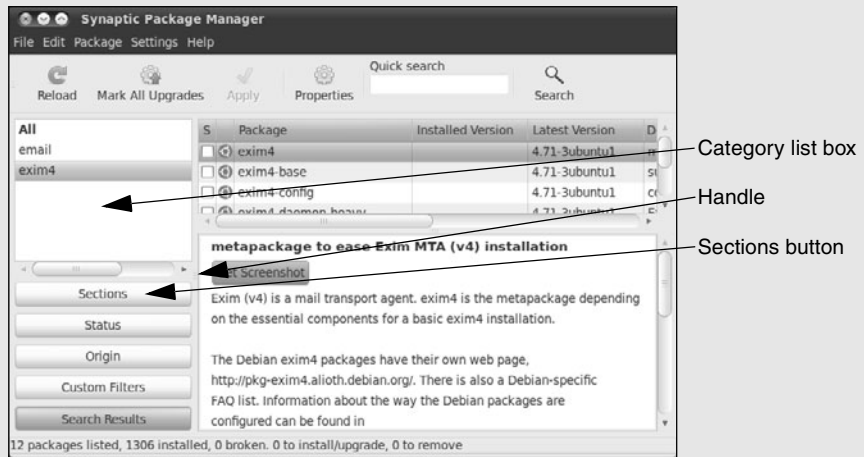 Synaptic Package Manager
File Edit Package Settings Help
Quick search
Reload Mark All Upgrades Apply Properties Search
All
email
exim4
S Package Installed Version Latest Version D
exim4 4.71-3ubuntu1
exim4-base 4.71-3ubuntu1
exim4-config 4.71-3ubuntu1
exim4-daemon-heavy 4.71-3ubuntu1
metapackage to ease Exim MTA (v4) installation
Screenshot
Exim (v4) is a mail transport agent. exim4 is the metapackage depending
on the essential components for a basic exim4 installation.
The Debian exim4 packages have their own web page,
http://pkg-exim4.alioth.debian.org/. There is also a Debian-specific
FAQ list. Information about the way the Debian packages are
configured can be found in
Sections
Status
Origin
Custom Filters
Search Results
12 packages listed, 1306 installed, 0 broken. 0 to install/upgrade, 0 to remove
Category list box
Handle
Sections button